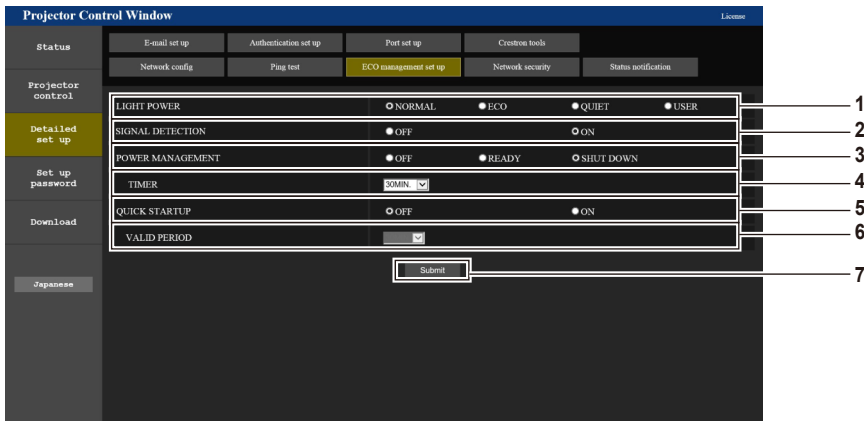 Projector Control Window
License
Status
E-mail set up
Authentication set up
Port set up
Crestron tools
Network config
Ping test
ECO management set up
Network security
Status notification
Projector
control
LIGHT POWER
NORMAL
ECO
QUIET
USER
1
Detailed
set up
SIGNAL DETECTION
OFF
ON
2
POWER MANAGEMENT
OFF
READY
SHUT DOWN
3
Set up
password
TIMER
30MIN.
4
QUICK STARTUP
OFF
ON
5
Download
VALID PERIOD
6
Submit
7
Japanese